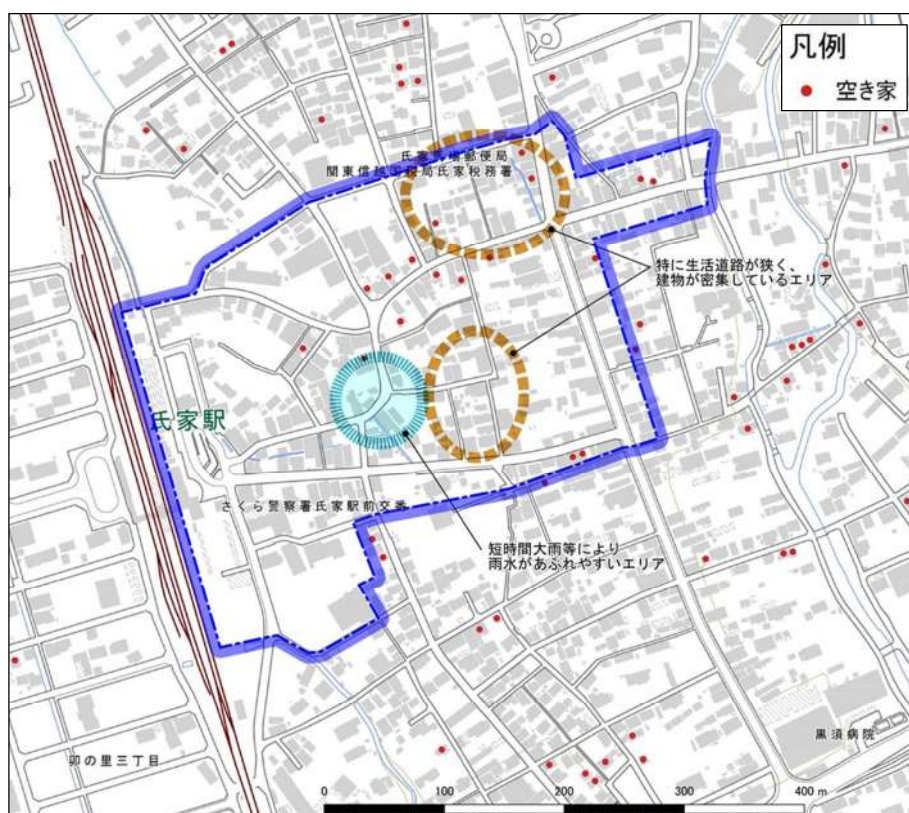 凡例
空き家
氏家馬場郵便局
関東信越国税局氏家税務署
特に生活道路が狭く、
建物が密集しているエリア
氏家駅
さくら警察署氏家駅前交番
短時間大雨等により
雨水があふれやすいエリア
卯の里三丁目
黒須病院
0 100 200 300 400 m